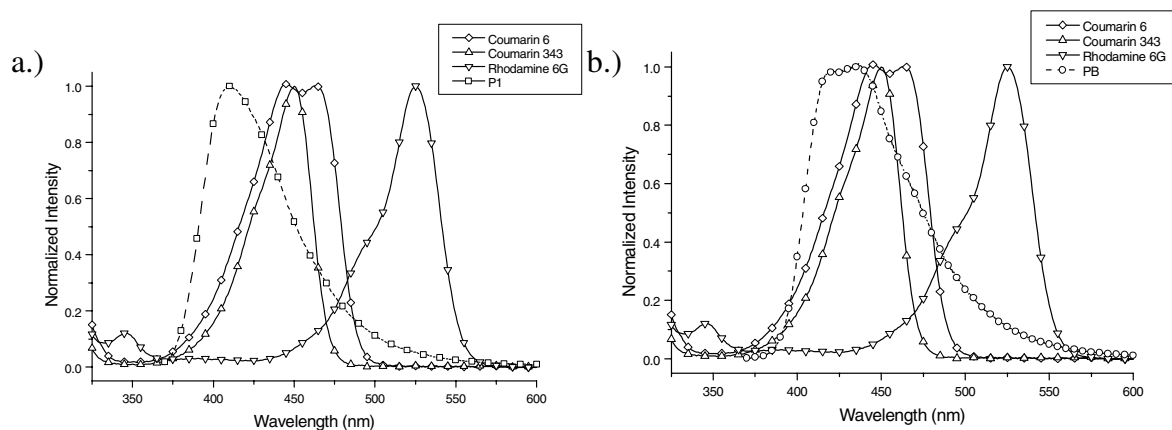 a.)
Coumarin 6
Coumarin 343
Rhodamine 6G
P1
Normalized Intensity
1.0
0.8
0.6
0.4
0.2
0.0
350 400 450 500 550 600
Wavelength (nm)
b.)
Coumarin 6
Coumarin 343
Rhodamine 6G
PB
Normalized Intensity
1.0
0.8
0.6
0.4
0.2
0.0
350 400 450 500 550 600
Wavelength (nm)